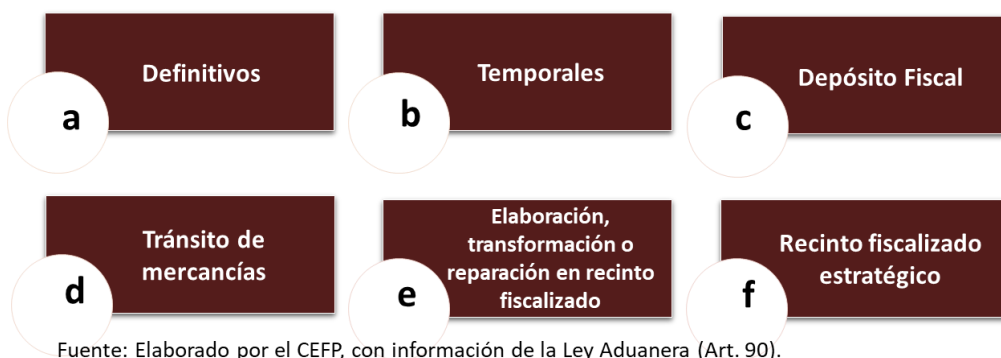 Definitivos
a
Temporales
b
Depósito Fiscal
c
Tránsito de
mercancías
d
Elaboración,
transformación o
reparación en recinto
fiscalizado
e
Recinto fiscalizado
estratégico
f
Fuente: Elaborado por el CEFP, con información de la Ley Aduanera (Art. 90).